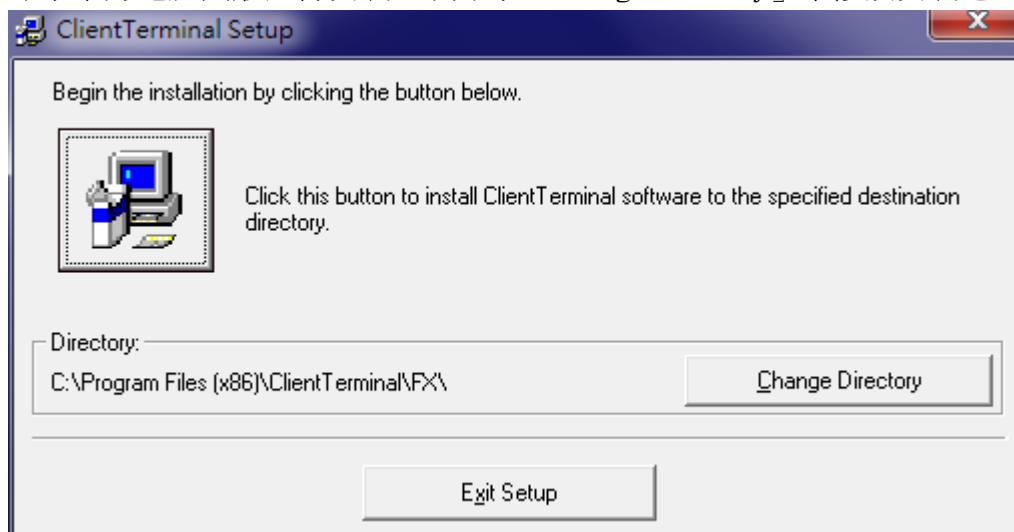 ClientTerminal Setup
Begin the installation by clicking the button below.
Click this button to install ClientTerminal software to the specified destination
directory.
Directory:
C:\Program Files (x86)\ClientTerminal\FX\
Change Directory
Exit Setup